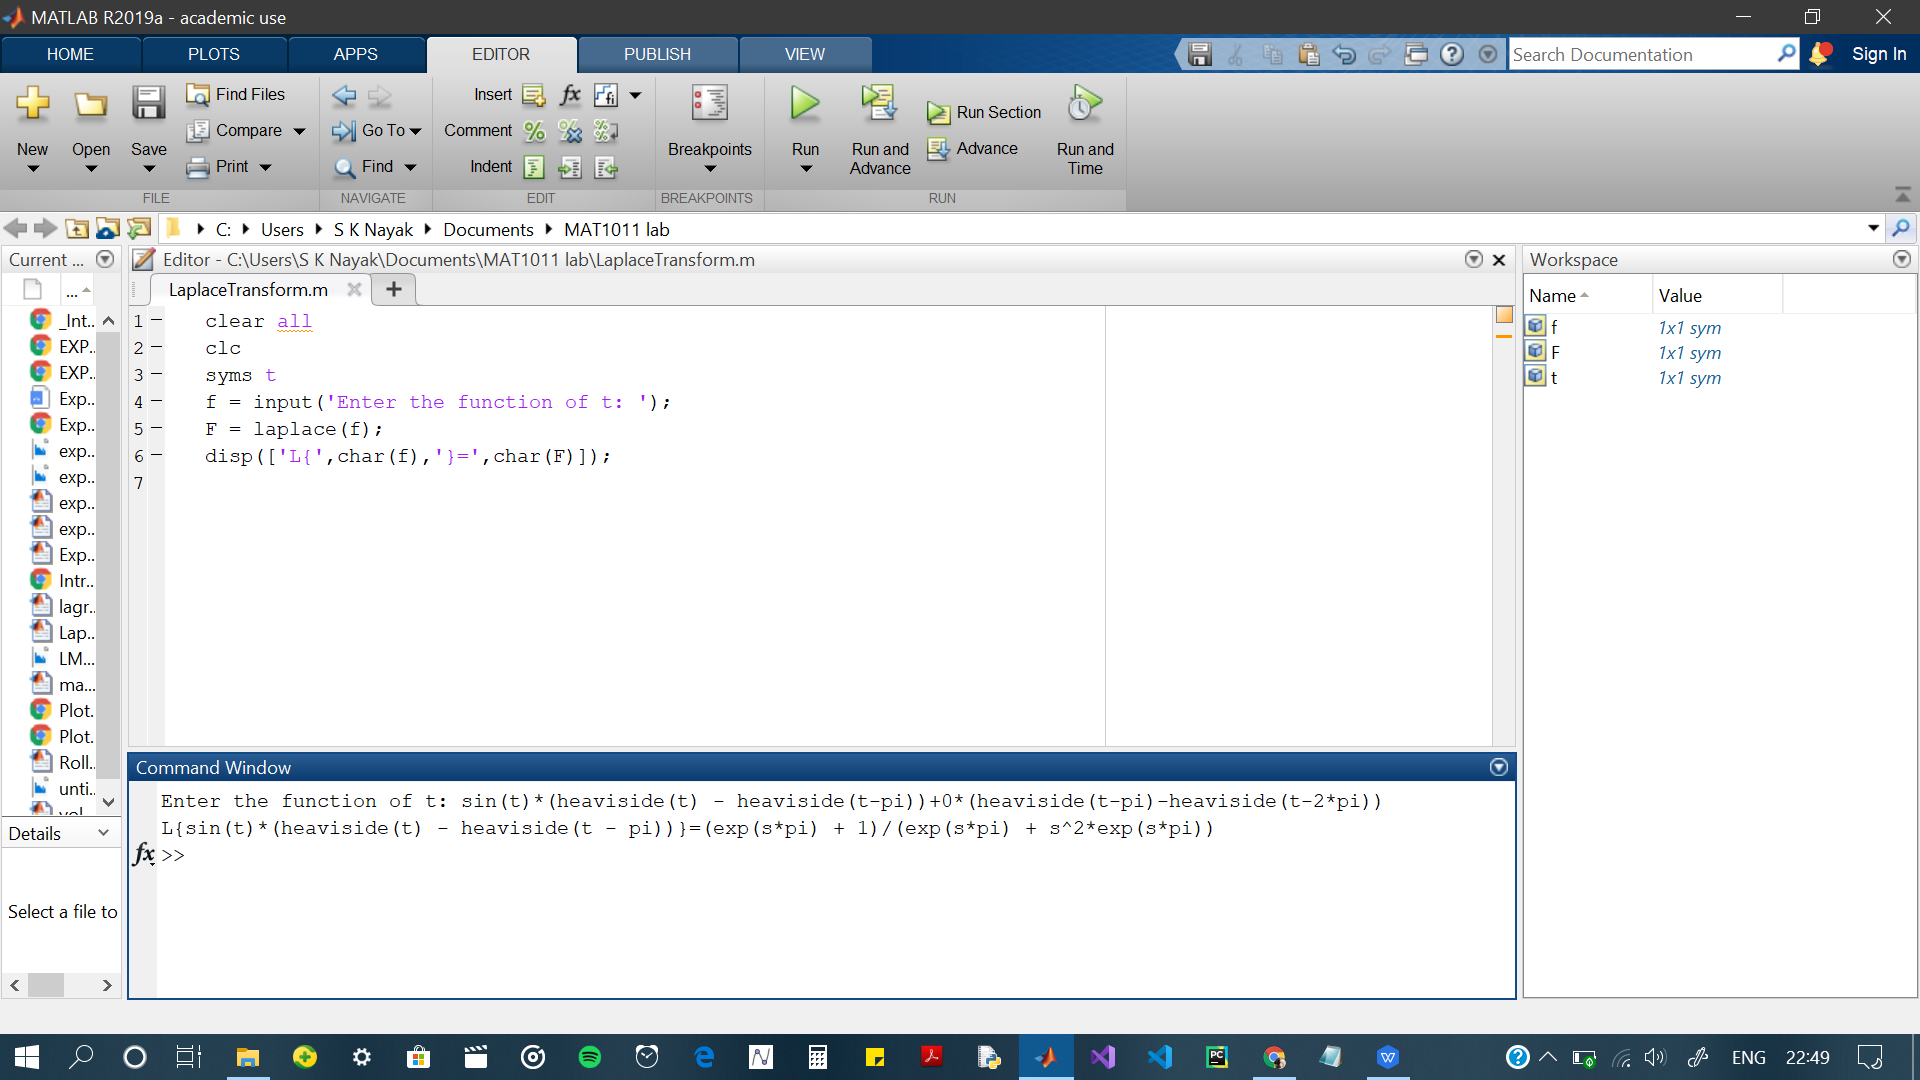 MATLAB R2019a - academic use
HOME PLOTS APPS EDITOR PUBLISH VIEW
Search Documentation
Sign In
New
Open
Save
Find Files
Compare
Print
FILE
Go To
Find
NAVIGATE
Insert
Comment
Indent
EDIT
Breakpoints
BREAKPOINTS
Run
Run and Advance
Run Section
Advance
Run and Time
RUN
C: Users S K Nayak Documents MAT1011 lab
Current ...
...
_Int..
EXP..
EXP..
Exp..
Exp..
exp..
exp..
exp..
exp..
Exp..
Intr..
lagr..
Lap..
LM...
ma...
Plot.
Plot.
Roll..
unti..
Details
Select a file to
Editor - C:\Users\S K Nayak\Documents\MAT1011 lab\LaplaceTransform.m
LaplaceTransform.m
1 clear all
2 clc
3 syms t
4 f = input('Enter the function of t: ');
5 F = laplace(f);
6 disp(['L{',char(f),'}=',char(F)]);
7
Command Window
Enter the function of t: sin(t)*(heaviside(t) - heaviside(t-pi))+0*(heaviside(t-pi)-heaviside(t-2*pi))
L{sin(t)*(heaviside(t) - heaviside(t - pi))}=(exp(s*pi) + 1)/(exp(s*pi) + s^2*exp(s*pi))
fx >>
Workspace
Name Value
f 1x1 sym
F 1x1 sym
t 1x1 sym
ENG 22:49